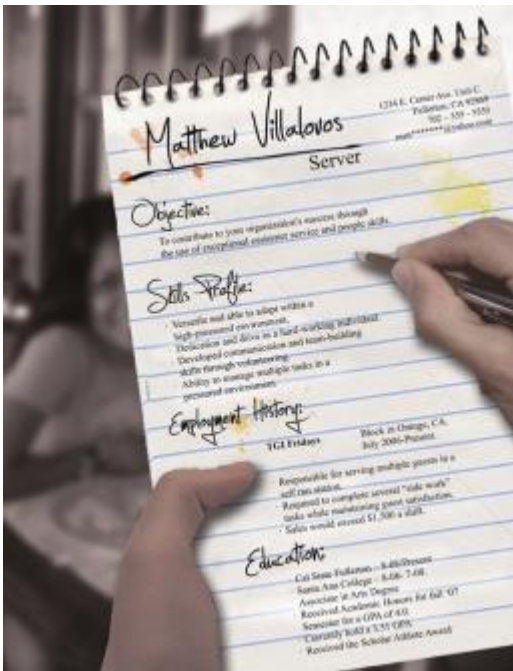 Matthew Villalovos
1234 E. Corner Ave. Unit C
Fullerton, CA
Server
Objective:
To contribute to your organization's success through
the use of exceptional customer service and people skills.
Skills Profile:
· Versatile and able to adapt within a
high-pressured environment.
· Dedication and drive as a hard-working individual.
· Developed communication and team-building
skills through volunteering
· Ability to manage multiple tasks in a
pressured environment.
Employment History:
TGI Fridays
Block in Orange, CA.
July 2006-Present
Responsible for serving multiple guests in a
self run station.
· Required to complete several "side work"
tasks while maintaining guest satisfaction.
· Sales would exceed $1,500 a shift.
Education:
Cal State Fullerton - 8-08/Present
Santa Ana College - 8-06- 7-08
Associate in Arts Degree
Received Academic Honors for fall '07
Semester for a GPA of 4.0.
Currently hold a 3.51 GPA
· Received the Scholar Athlete Award